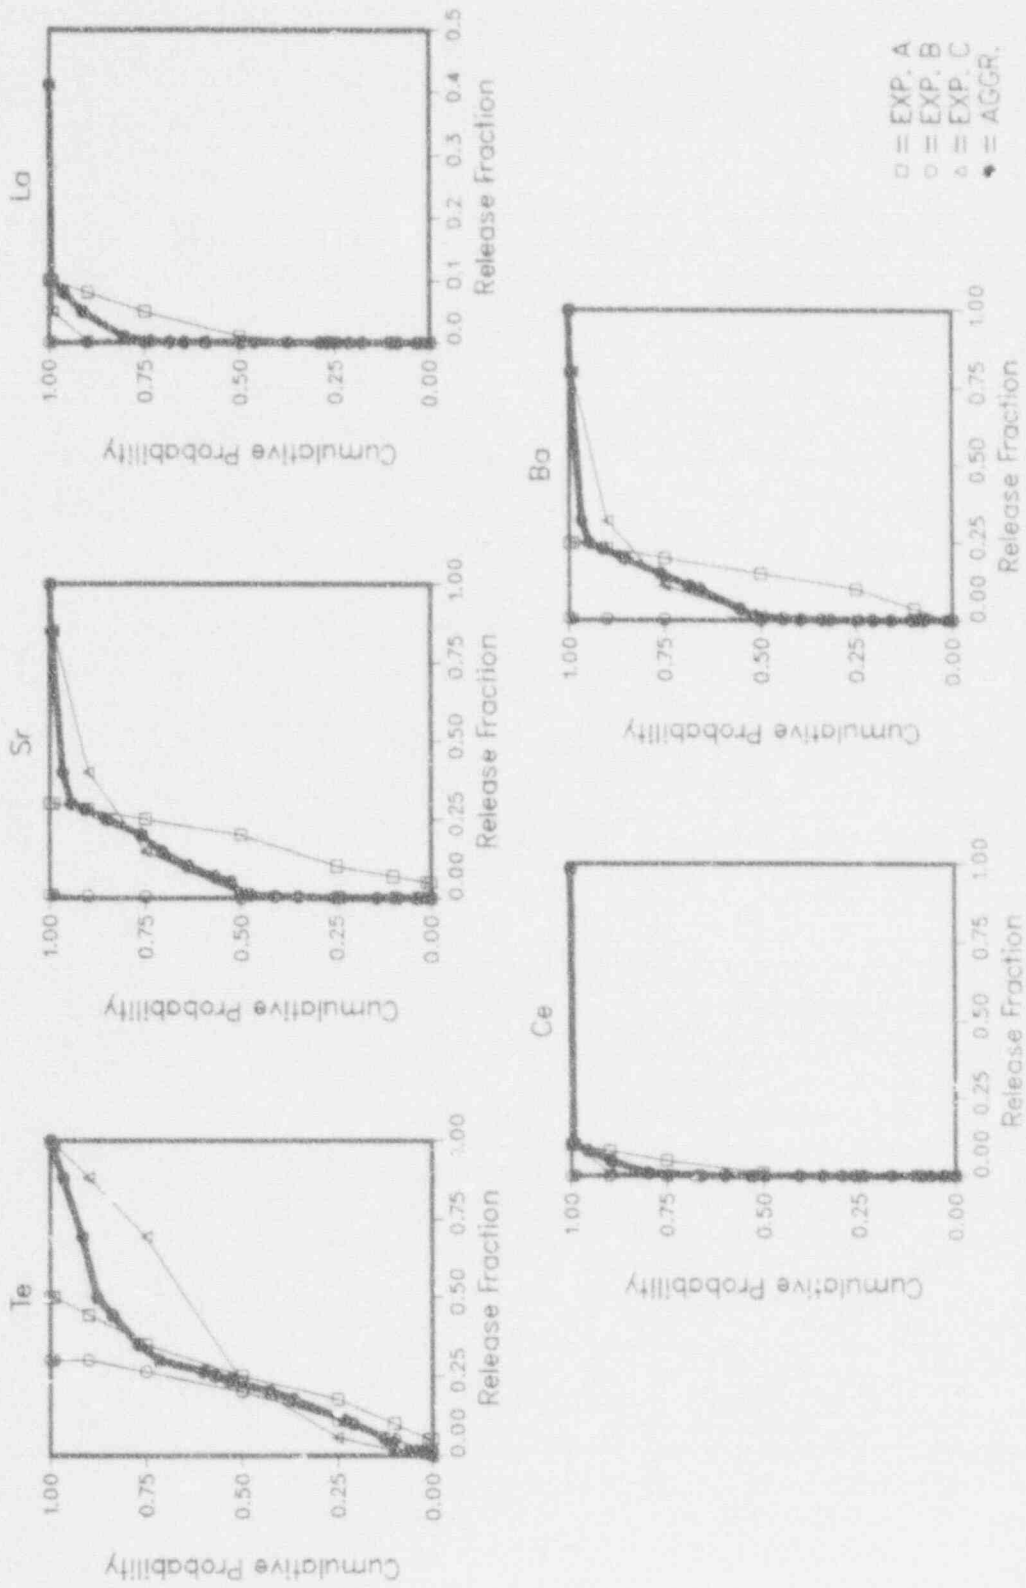 Te
Cumulative Probability
1.00
0.75
0.50
0.25
0.00
0.00 0.25 0.50 0.75 1.00
Release Fraction
Sr
Cumulative Probability
1.00
0.75
0.50
0.25
0.00
0.00 0.25 0.50 0.75 1.00
Release Fraction
La
Cumulative Probability
1.00
0.75
0.50
0.25
0.00
0.0 0.1 0.2 0.3 0.4 0.5
Release Fraction
Ce
Cumulative Probability
1.00
0.75
0.50
0.25
0.00
0.00 0.25 0.50 0.75 1.00
Release Fraction
Ba
Cumulative Probability
1.00
0.75
0.50
0.25
0.00
0.00 0.25 0.50 0.75 1.00
Release Fraction
□ = EXP. A
○ = EXP. B
△ = EXP. C
◆ = AGGR.